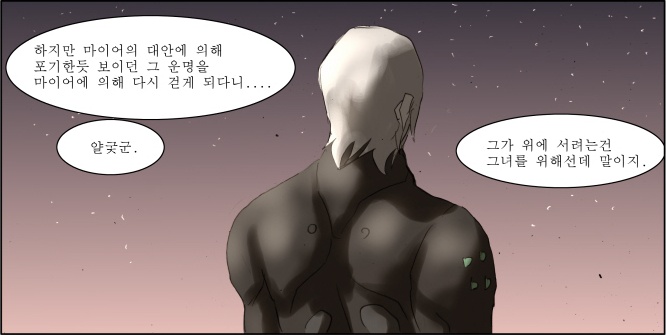 하지만 마이어의 대안에 의해
포기한듯 보이던 그 운명을
마이어에 의해 다시 걷게 되다니....
얄궂군.
그가 위에 서려는건
그녀를 위해선데 말이지.